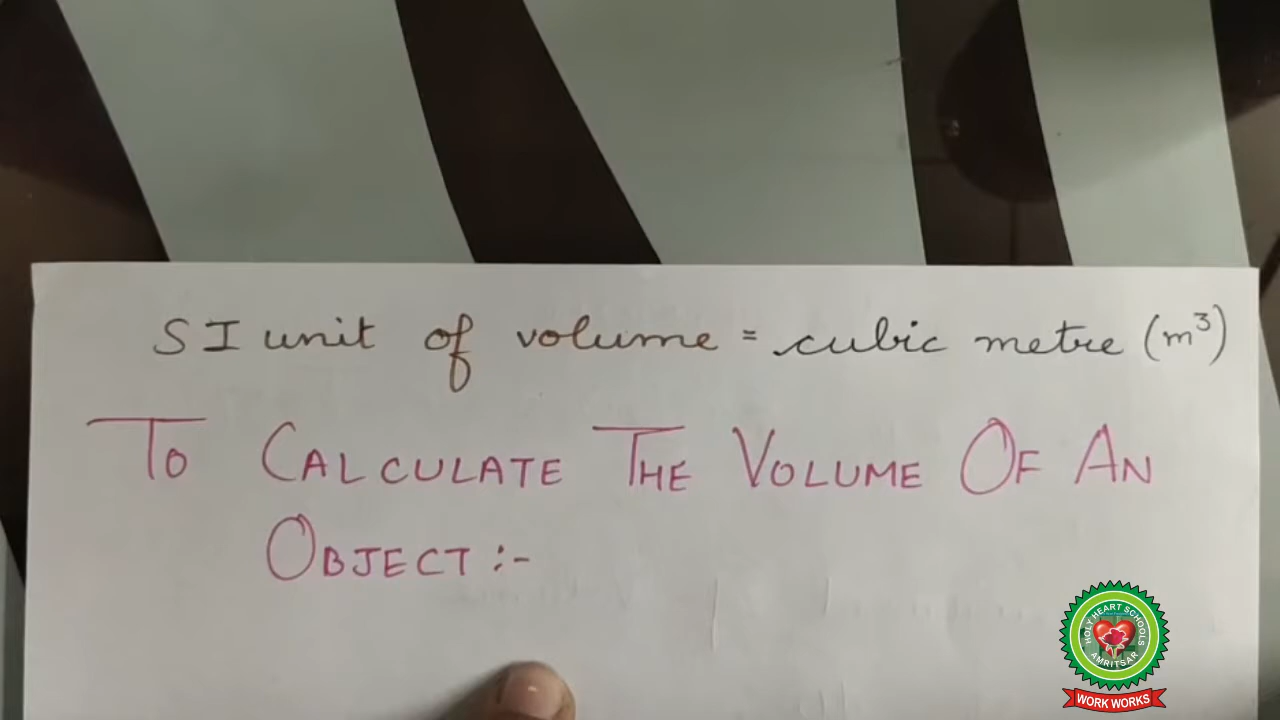 SI unit of volume = cubic metre (m³)
TO CALCULATE THE VOLUME OF AN
OBJECT :-
HOLY HEART SCHOOLS
AMRITSAR
WORK WORKS